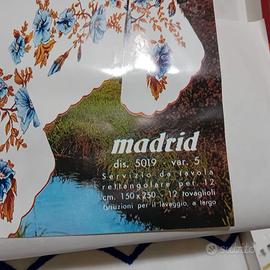 madrid
dis. 5019 - var. 5
Servizio da tavola
rettangolare per 12
cm. 150x250 - 12 tovaglioli
Istruzioni per il lavaggio, a tergo